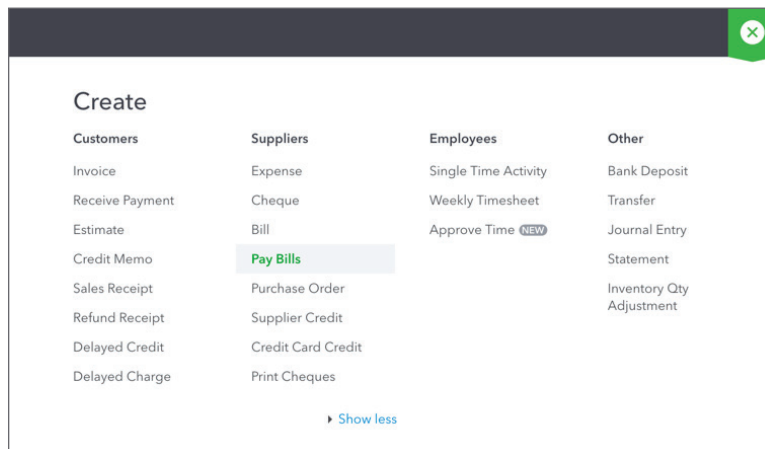 Create
Customers
Invoice
Receive Payment
Estimate
Credit Memo
Sales Receipt
Refund Receipt
Delayed Credit
Delayed Charge
Suppliers
Expense
Cheque
Bill
Pay Bills
Purchase Order
Supplier Credit
Credit Card Credit
Print Cheques
Employees
Single Time Activity
Weekly Timesheet
Approve Time NEW
Other
Bank Deposit
Transfer
Journal Entry
Statement
Inventory Qty
Adjustment
Show less